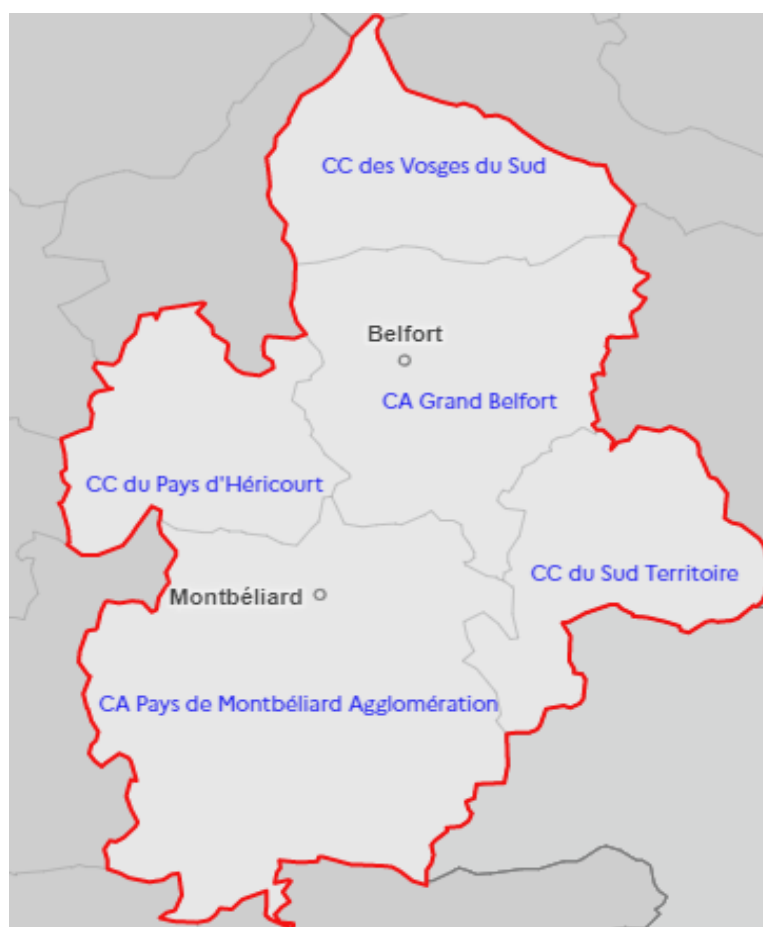 CC des Vosges du Sud
Belfort
CA Grand Belfort
CC du Pays d'Héricourt
CC du Sud Territoire
Montbéliard
CA Pays de Montbéliard Agglomération